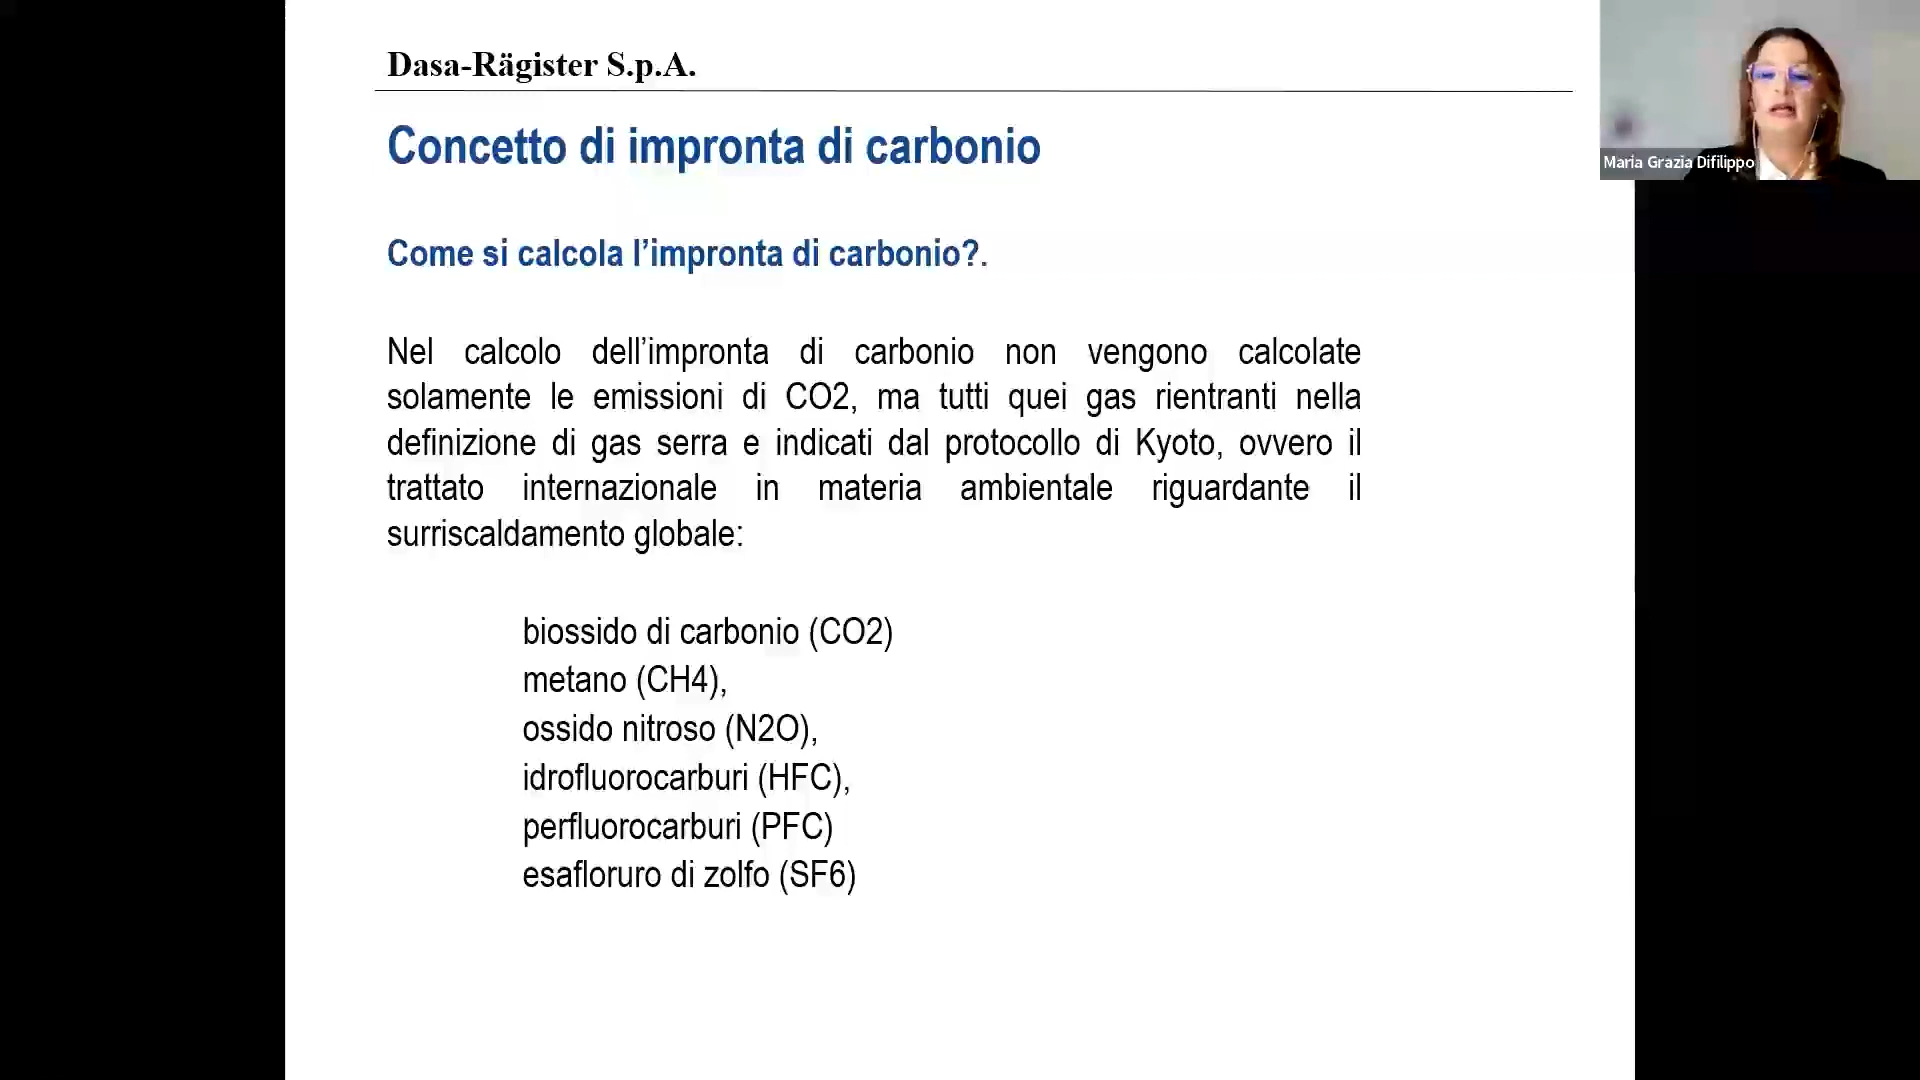 Dasa-Rägister S.p.A.
Concetto di impronta di carbonio
Maria Grazia Difilippo
Come si calcola l’impronta di carbonio?.
Nel calcolo dell’impronta di carbonio non vengono calcolate
solamente le emissioni di CO2, ma tutti quei gas rientranti nella
definizione di gas serra e indicati dal protocollo di Kyoto, ovvero il
trattato internazionale in materia ambientale riguardante il
surriscaldamento globale:
biossido di carbonio (CO2)
metano (CH4),
ossido nitroso (N2O),
idrofluorocarburi (HFC),
perfluorocarburi (PFC)
esafloruro di zolfo (SF6)